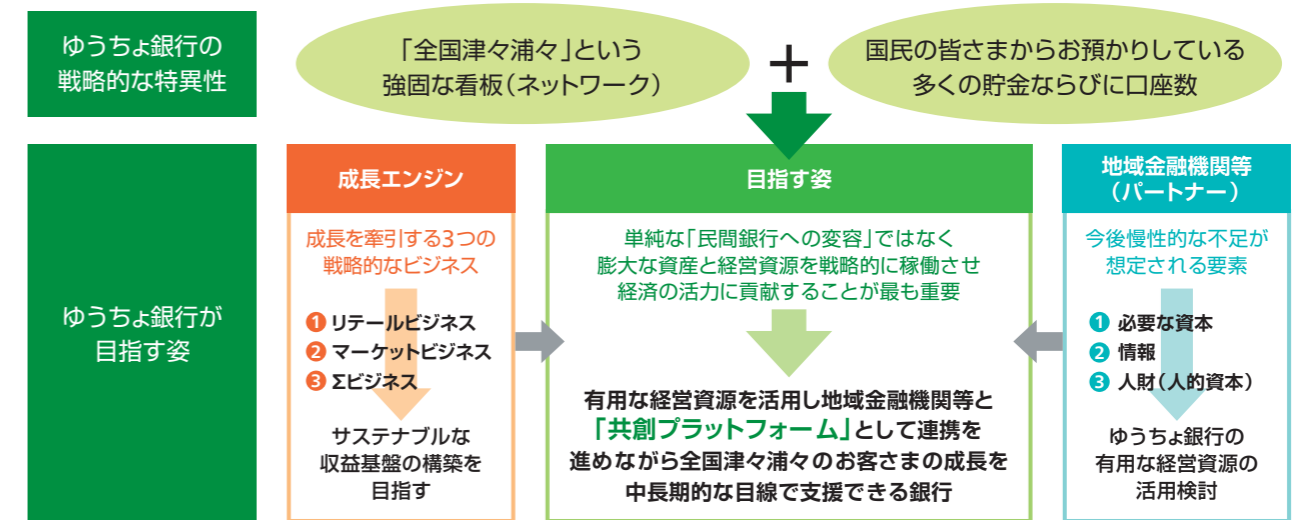 ゆうちょ銀行の
戦略的な特異性
「全国津々浦々」という
強固な看板（ネットワーク）
+
国民の皆さまからお預かりしている
多くの貯金ならびに口座数
ゆうちょ銀行が
目指す姿
成長エンジン
成長を牽引する3つの
戦略的なビジネス
❶ リテールビジネス
❷ マーケットビジネス
❸ Σビジネス
サステナブルな
収益基盤の構築を
目指す
目指す姿
単純な「民間銀行への変容」ではなく
膨大な資産と経営資源を戦略的に稼働させ
経済の活力に貢献することが最も重要
有用な経営資源を活用し地域金融機関等と
「共創プラットフォーム」として連携を
進めながら全国津々浦々のお客さまの成長を
中長期的な目線で支援できる銀行
地域金融機関等
（パートナー）
今後慢性的な不足が
想定される要素
❶ 必要な資本
❷ 情報
❸ 人財（人的資本）
ゆうちょ銀行の
有用な経営資源の
活用検討